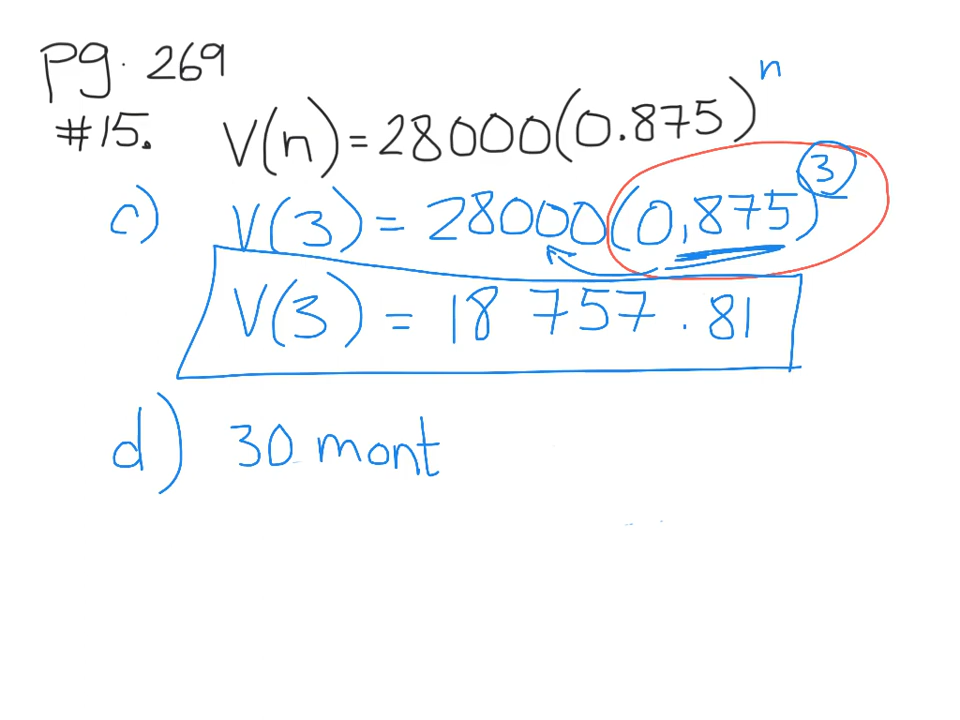 pg. 269
#15. V(n)=28000(0.875)^n
c) V(3) = 28000(0.875)^3
V(3) = 18 757.81
d) 30 mont